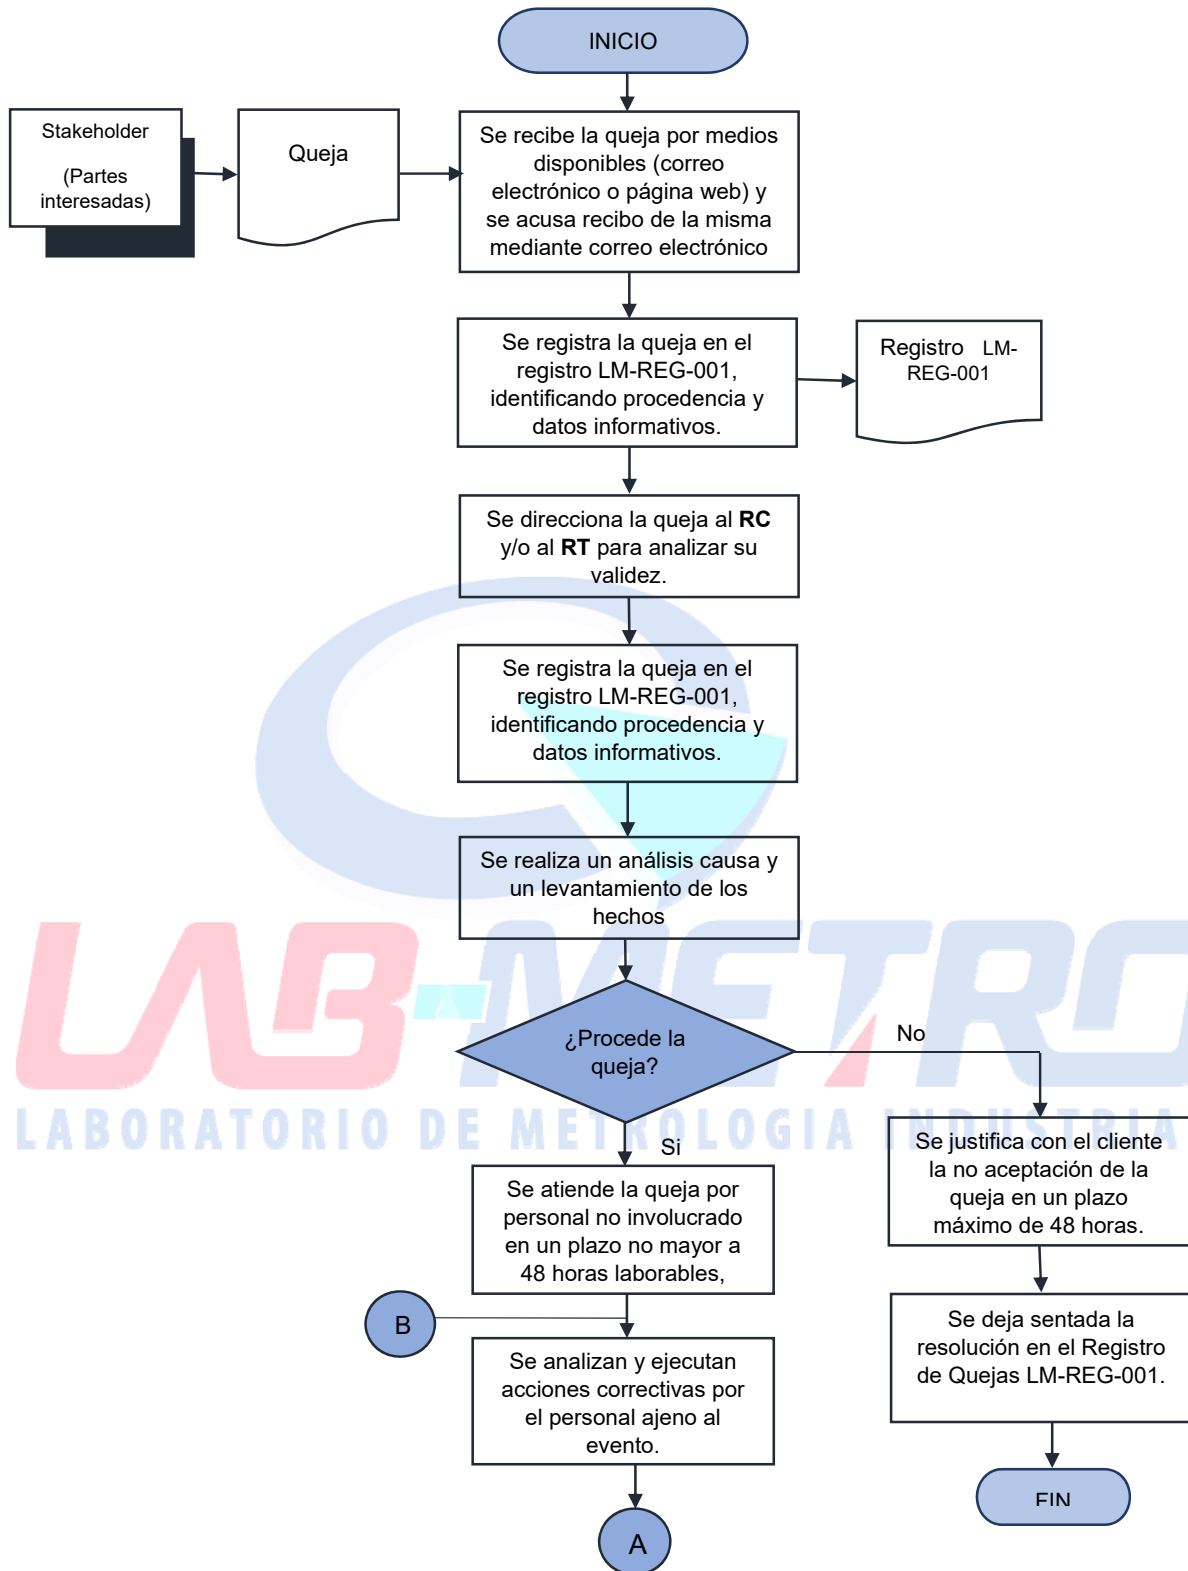 INICIO
Stakeholder
(Partes
interesadas)
Queja
Se recibe la queja por medios
disponibles (correo
electrónico o página web) y
se acusa recibo de la misma
mediante correo electrónico
Se registra la queja en el
registro LM-REG-001,
identificando procedencia y
datos informativos.
Registro LM-
REG-001
Se direcciona la queja al RC
y/o al RT para analizar su
validez.
Se registra la queja en el
registro LM-REG-001,
identificando procedencia y
datos informativos.
Se realiza un análisis causa y
un levantamiento de los
hechos
LAB-METRO
LABORATORIO DE METROLOGIA INDUSTRIA
¿Procede la
queja?
No
Si
Se atiende la queja por
personal no involucrado
en un plazo no mayor a
48 horas laborables,
Se justifica con el cliente
la no aceptación de la
queja en un plazo
máximo de 48 horas.
B
Se analizan y ejecutan
acciones correctivas por
el personal ajeno al
evento.
Se deja sentada la
resolución en el Registro
de Quejas LM-REG-001.
FIN
A